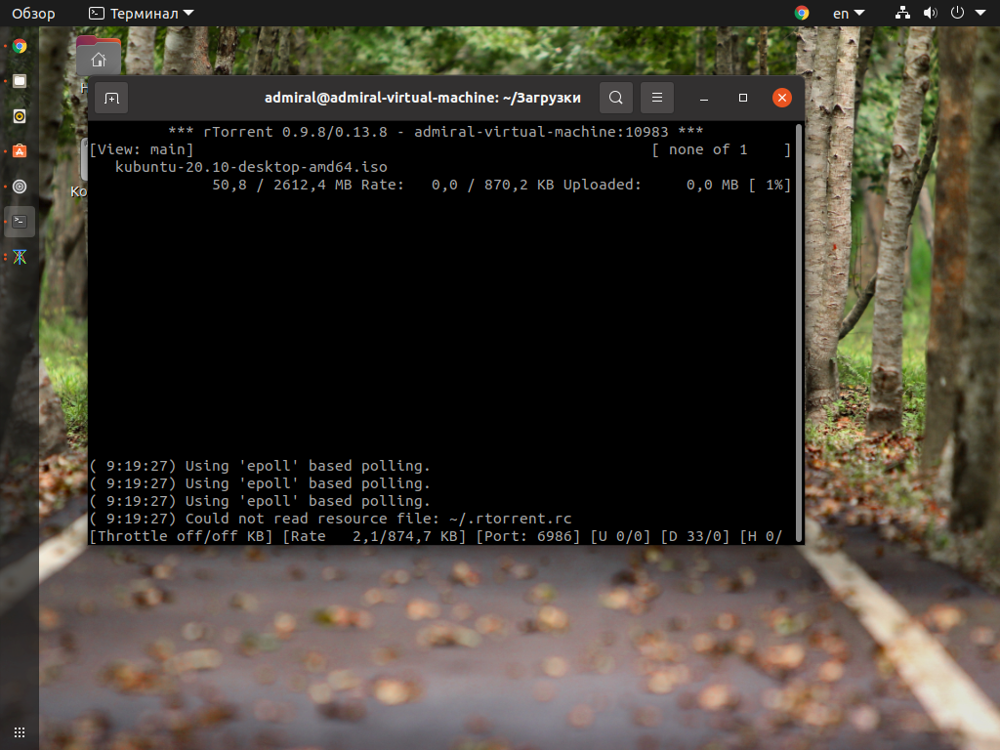 Обзор Терминал en
admiral@admiral-virtual-machine: ~/Загрузки
*** rTorrent 0.9.8/0.13.8 - admiral-virtual-machine:10983 ***
[View: main] [ none of 1 ]
kubuntu-20.10-desktop-amd64.iso
50,8 / 2612,4 MB Rate: 0,0 / 870,2 KB Uploaded: 0,0 MB [ 1%]
Ко
( 9:19:27) Using 'epoll' based polling.
( 9:19:27) Using 'epoll' based polling.
( 9:19:27) Using 'epoll' based polling.
( 9:19:27) Could not read resource file: ~/.rtorrent.rc
[Throttle off/off KB] [Rate 2,1/874,7 KB] [Port: 6986] [U 0/0] [D 33/0] [H 0/